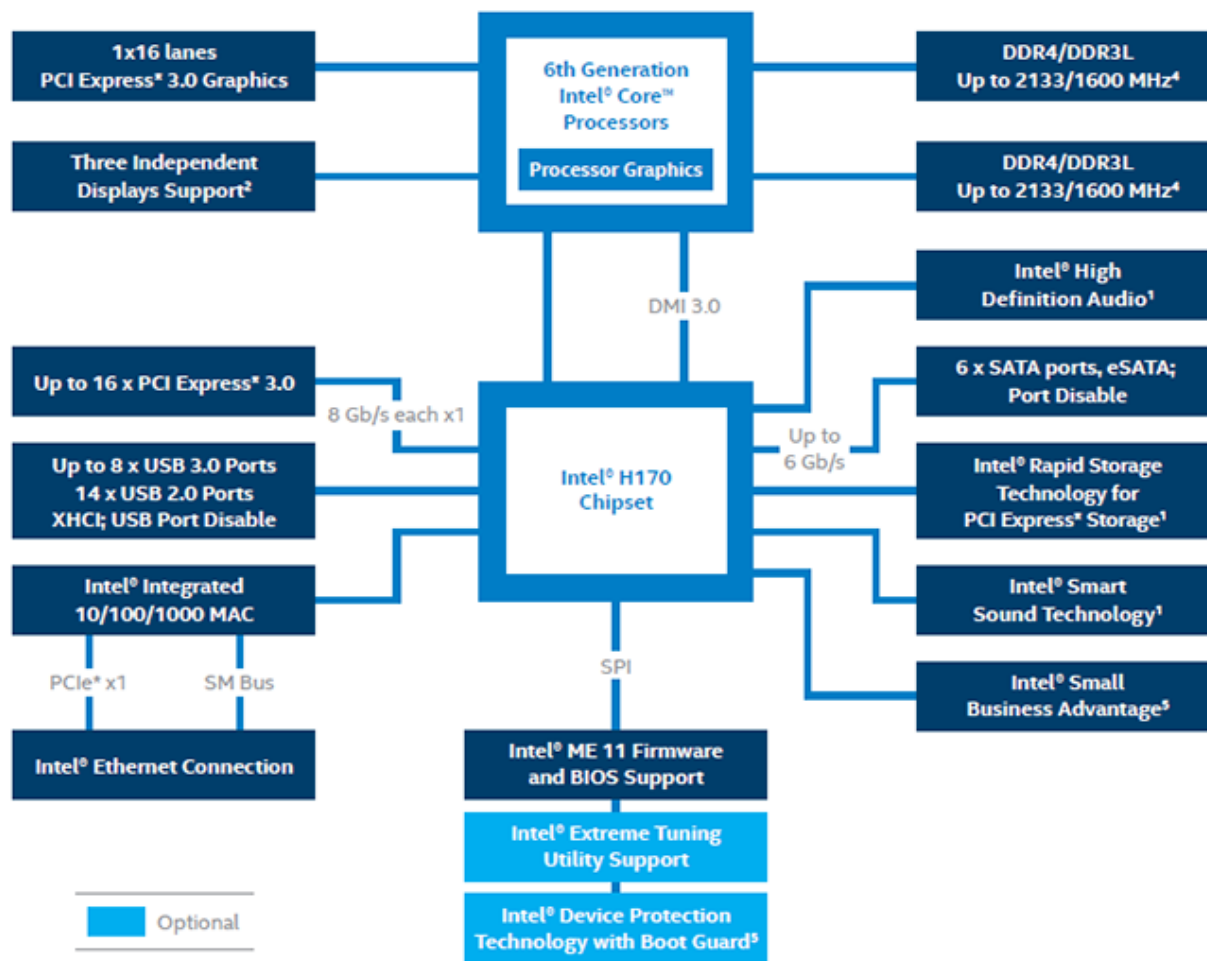 1x16 lanes
PCI Express* 3.0 Graphics
6th Generation
Intel® Core™
Processors
Processor Graphics
DDR4/DDR3L
Up to 2133/1600 MHz⁴
Three Independent
Displays Support²
DDR4/DDR3L
Up to 2133/1600 MHz⁴
DMI 3.0
Intel® High
Definition Audio¹
Up to 16 x PCI Express* 3.0
8 Gb/s each x1
6 x SATA ports, eSATA;
Port Disable
Up to
6 Gb/s
Up to 8 x USB 3.0 Ports
14 x USB 2.0 Ports
XHCI; USB Port Disable
Intel® H170
Chipset
Intel® Rapid Storage
Technology for
PCI Express* Storage¹
Intel® Integrated
10/100/1000 MAC
Intel® Smart
Sound Technology¹
PCIe* x1
SM Bus
SPI
Intel® Small
Business Advantage⁵
Intel® Ethernet Connection
Intel® ME 11 Firmware
and BIOS Support
Intel® Extreme Tuning
Utility Support
Intel® Device Protection
Technology with Boot Guard⁵
Optional